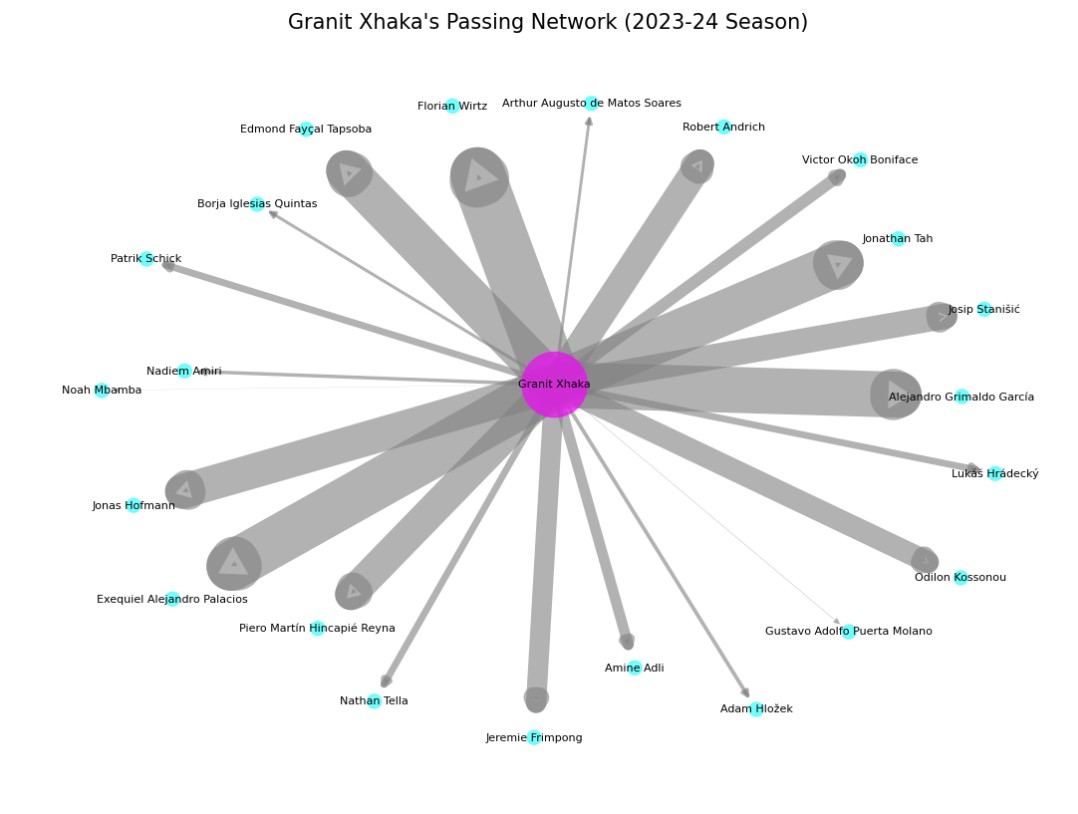 Granit Xhaka's Passing Network (2023-24 Season)
Arthur Augusto de Matos Soares
Florian Wirtz
Robert Andrich
Edmond Fayçal Tapsoba
Victor Okoh Boniface
Borja Iglesias Quintas
Jonathan Tah
Patrik Schick
Josip Stanišić
Nadiem Amiri
Granit Xhaka
Noah Mbamba
Alejandro Grimaldo García
Lukáš Hrádecký
Jonas Hofmann
Odilon Kossonou
Exequiel Alejandro Palacios
Piero Martín Hincapié Reyna
Gustavo Adolfo Puerta Molano
Amine Adli
Nathan Tella
Adam Hložek
Jeremie Frimpong